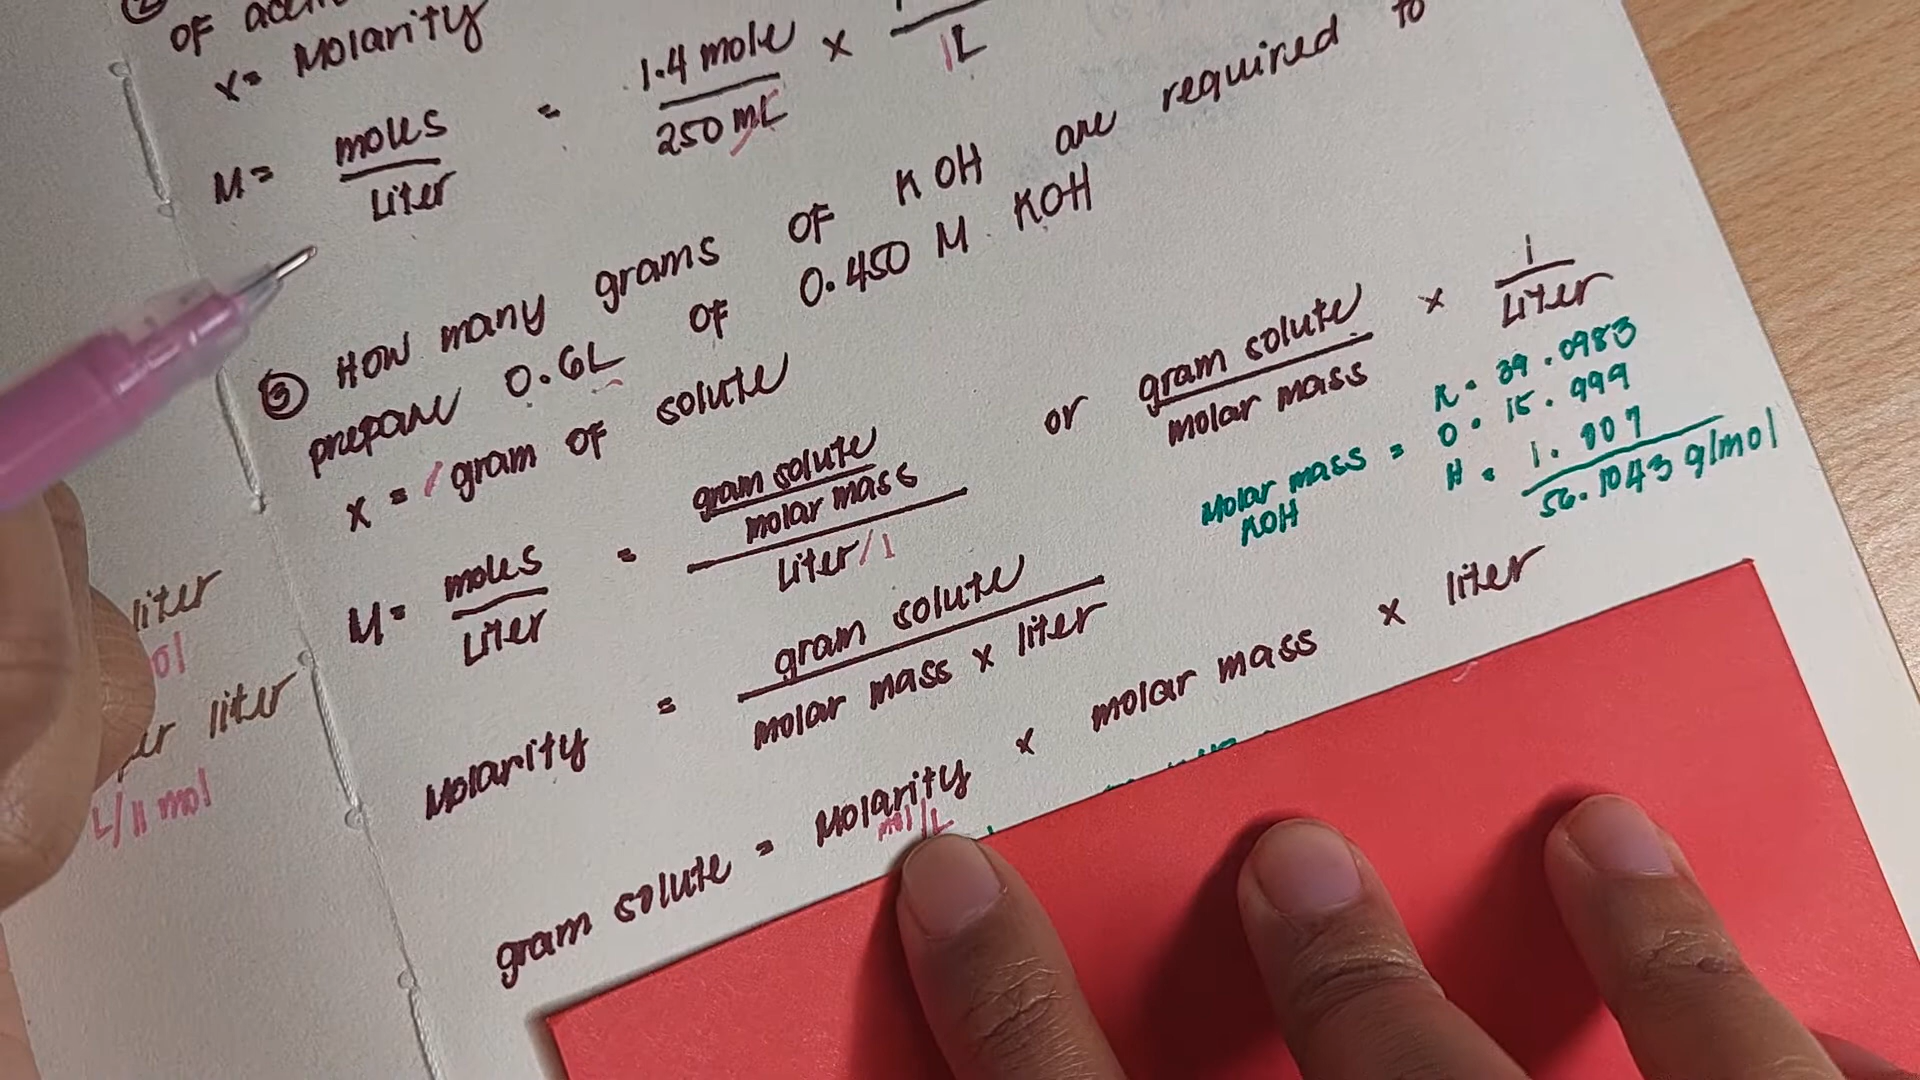 ② 
of
x = Molarity
M = moles / Liter = 1.4 mole / 250 mL x / 1L
③ How many grams of KOH are required to
prepare 0.6L of 0.450 M KOH
x = gram of solute
M = moles / Liter = gram solute / molar mass / Liter/1 or gram solute / molar mass x 1 / Liter
Molar mass KOH = K = 39.0983
O = 15.999
H = 1.007
56.1043 g/mol
Molarity = gram solute / molar mass x liter
gram solute = Molarity x molar mass x liter
mol/L
liter
ol
liter
L/11 mol